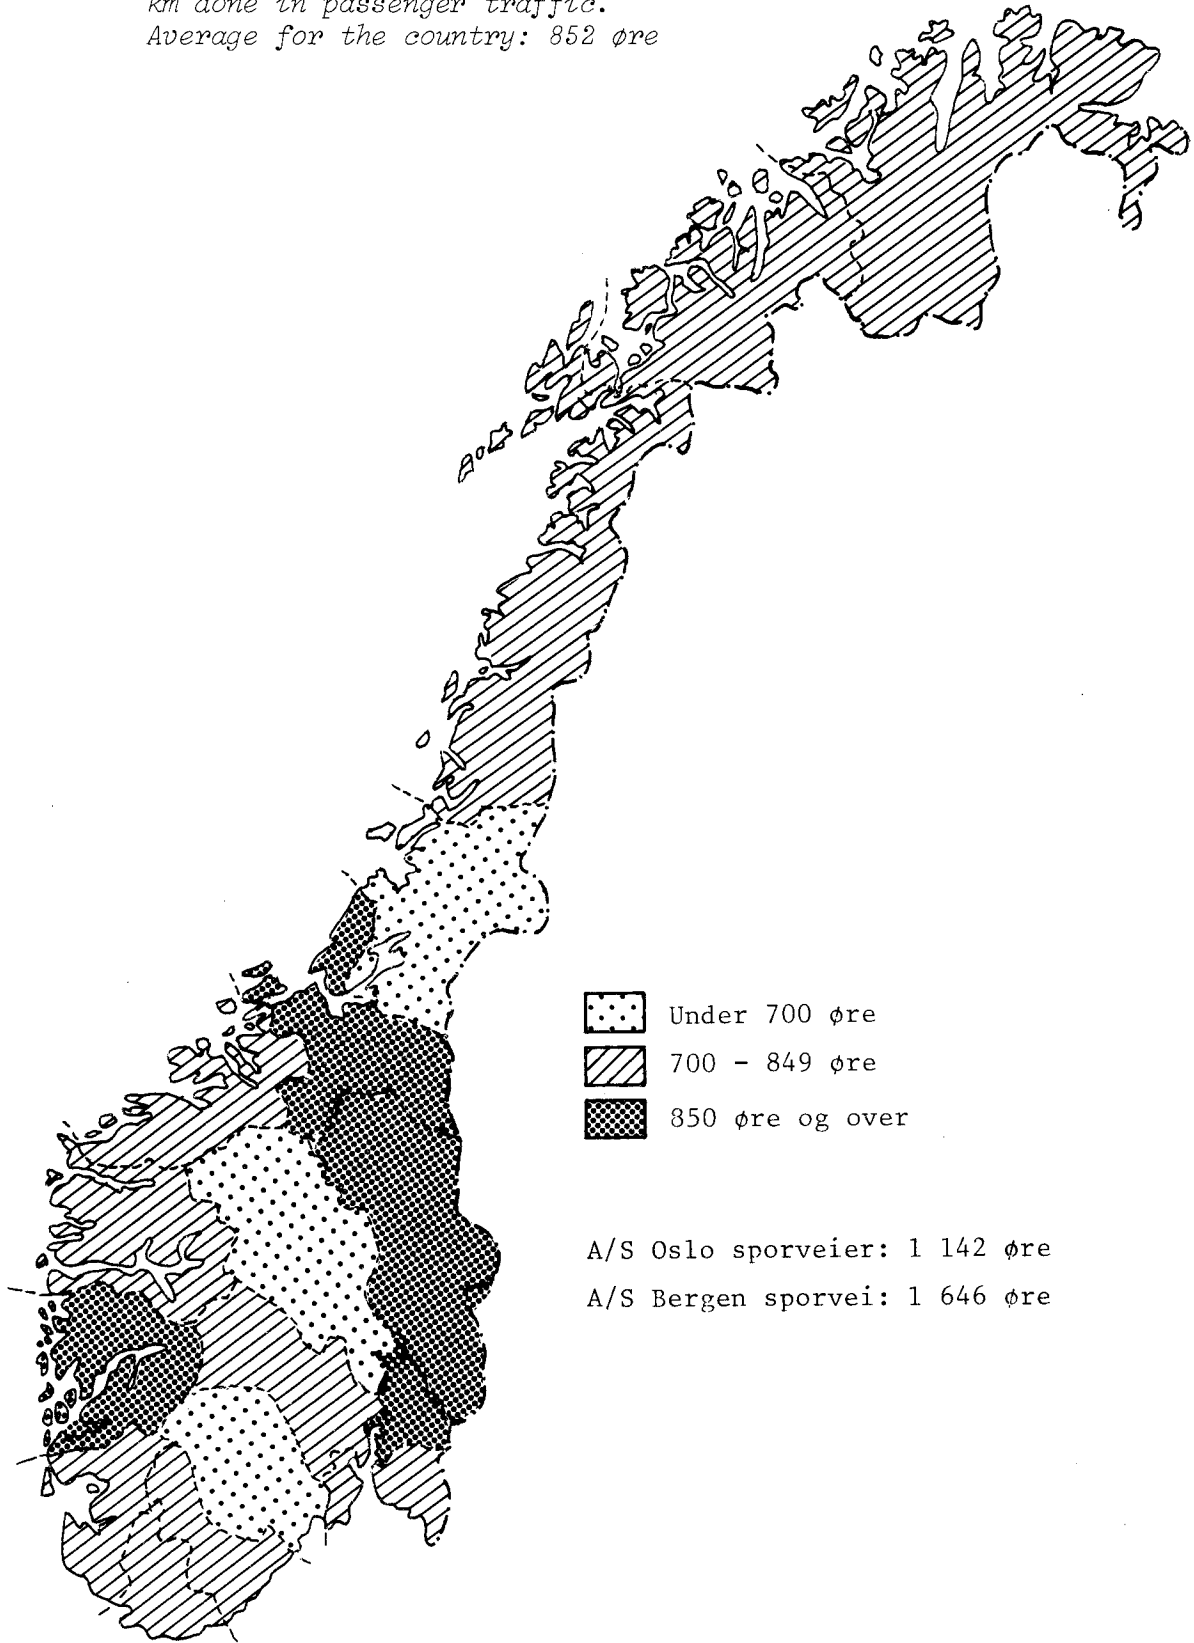 km done in passenger traffic.
Average for the country: 852 øre
Under 700 øre
700 - 849 øre
850 øre og over
A/S Oslo sporveier: 1 142 øre
A/S Bergen sporvei: 1 646 øre